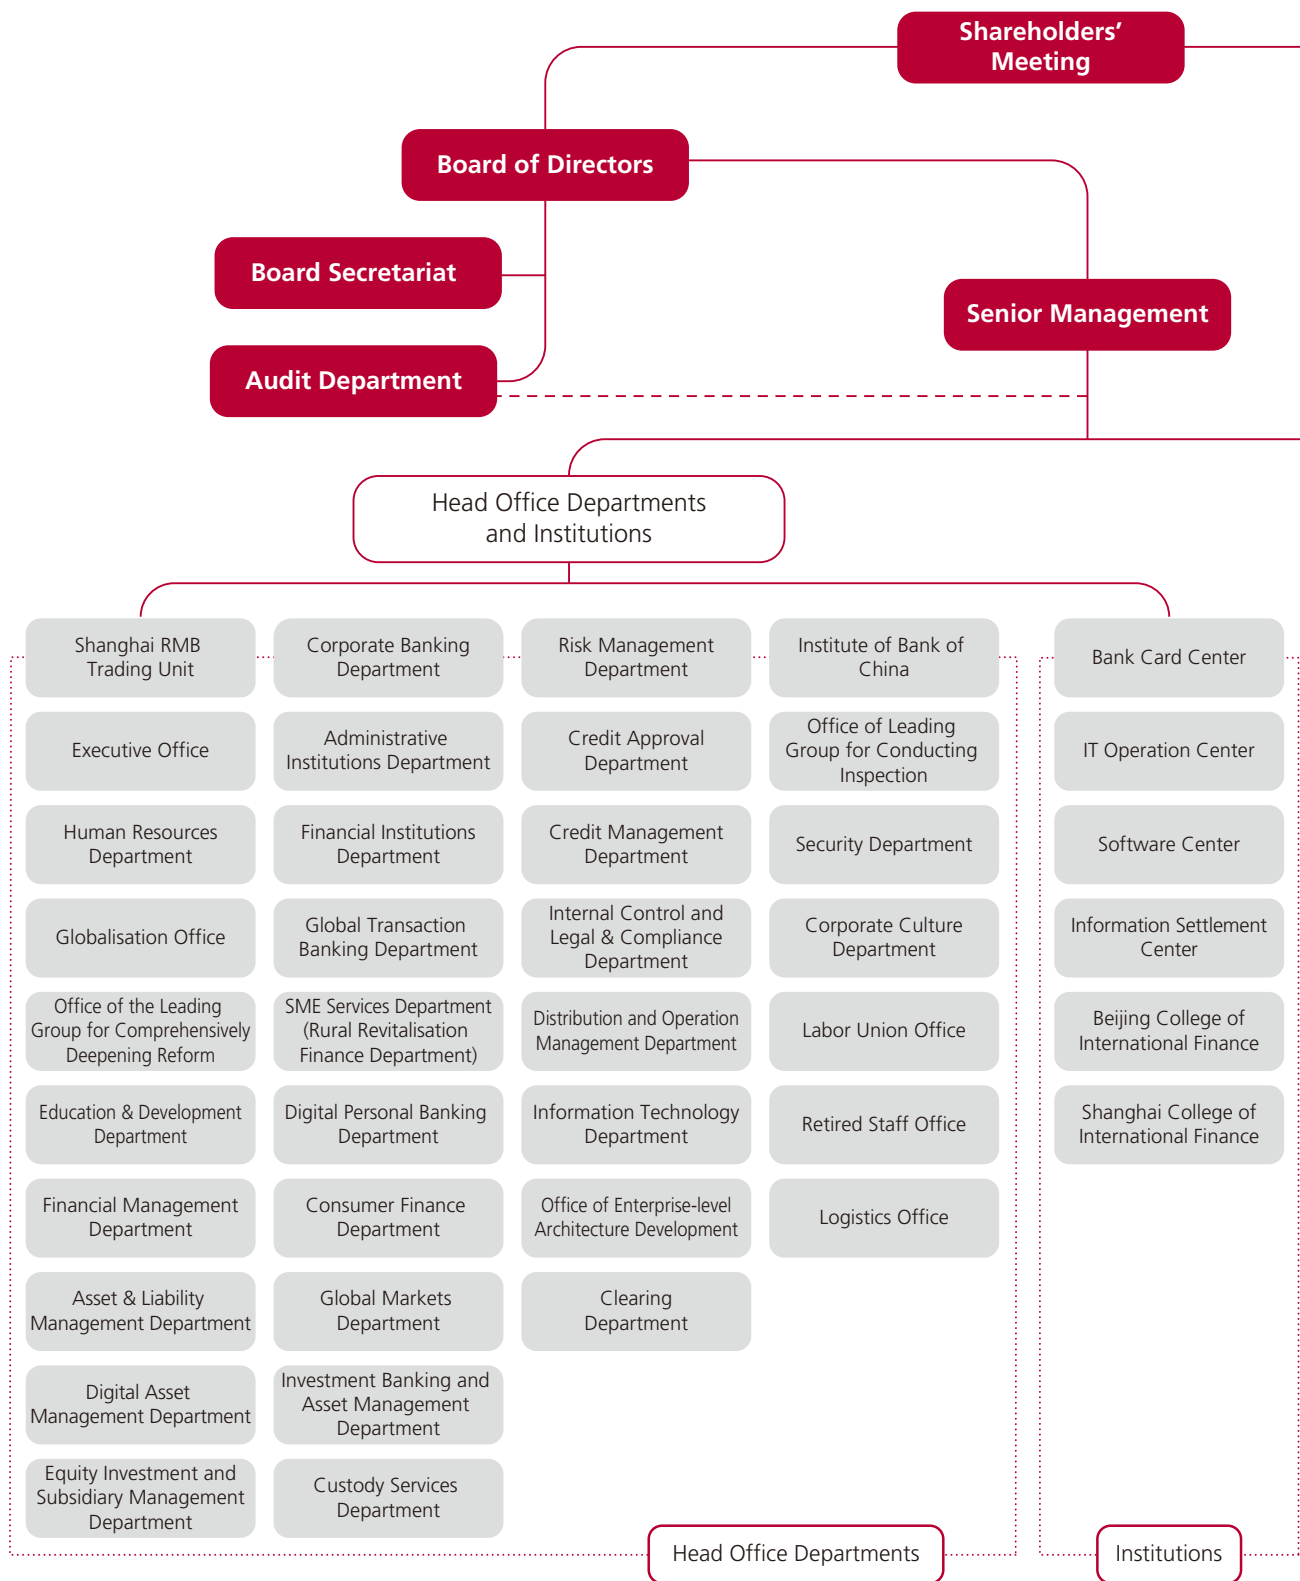 Shareholders’
Meeting
Board of Directors
Board Secretariat
Senior Management
Audit Department
Head Office Departments
and Institutions
Shanghai RMB
Trading Unit
Executive Office
Human Resources
Department
Globalisation Office
Office of the Leading
Group for Comprehensively
Deepening Reform
Education & Development
Department
Financial Management
Department
Asset & Liability
Management Department
Digital Asset
Management Department
Equity Investment and
Subsidiary Management
Department
Corporate Banking
Department
Administrative
Institutions Department
Financial Institutions
Department
Global Transaction
Banking Department
SME Services Department
(Rural Revitalisation
Finance Department)
Digital Personal Banking
Department
Consumer Finance
Department
Global Markets
Department
Investment Banking and
Asset Management
Department
Custody Services
Department
Risk Management
Department
Credit Approval
Department
Credit Management
Department
Internal Control and
Legal & Compliance
Department
Distribution and Operation
Management Department
Information Technology
Department
Office of Enterprise-level
Architecture Development
Clearing
Department
Institute of Bank of
China
Office of Leading
Group for Conducting
Inspection
Security Department
Corporate Culture
Department
Labor Union Office
Retired Staff Office
Logistics Office
Head Office Departments
Bank Card Center
IT Operation Center
Software Center
Information Settlement
Center
Beijing College of
International Finance
Shanghai College of
International Finance
Institutions